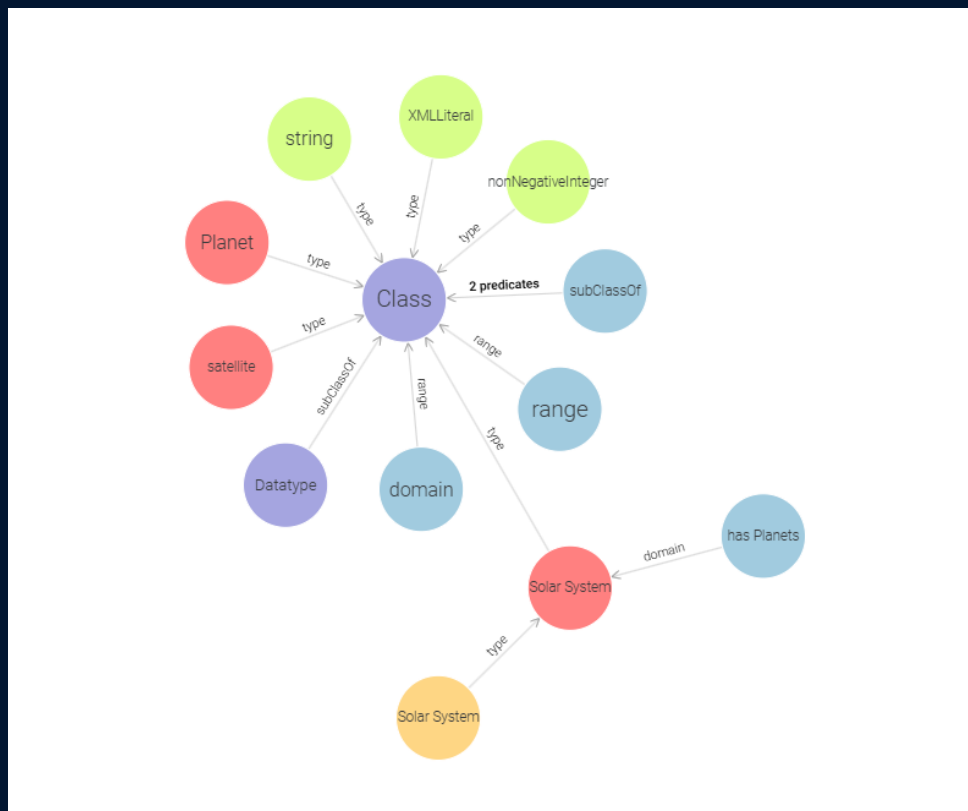 XMLLiteral
string
nonNegativeInteger
type
type
type
Planet
type
2 predicates
subClassOf
Class
type
range
satellite
subClassOf
range
range
type
Datatype
domain
has Planets
domain
Solar System
type
Solar System